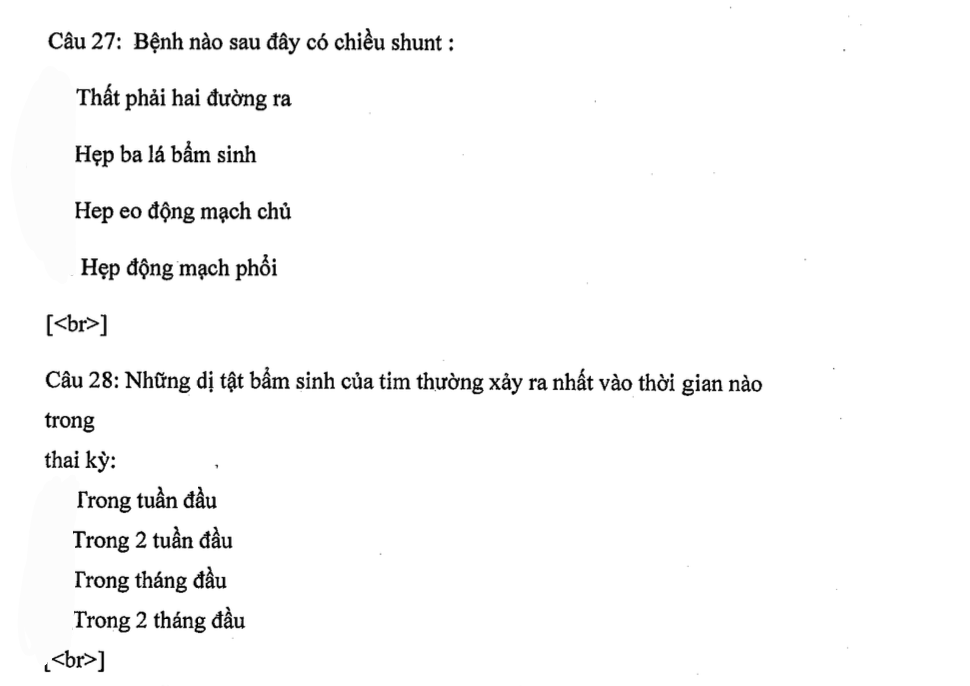 Câu 27: Bệnh nào sau đây có chiều shunt :
Thất phải hai đường ra
Hẹp ba lá bẩm sinh
Hep eo động mạch chủ
Hẹp động mạch phổi
[<br>]
Câu 28: Những dị tật bẩm sinh của tim thường xảy ra nhất vào thời gian nào
trong
thai kỳ:
Trong tuần đầu
Trong 2 tuần đầu
Trong tháng đầu
Trong 2 tháng đầu
[<br>]